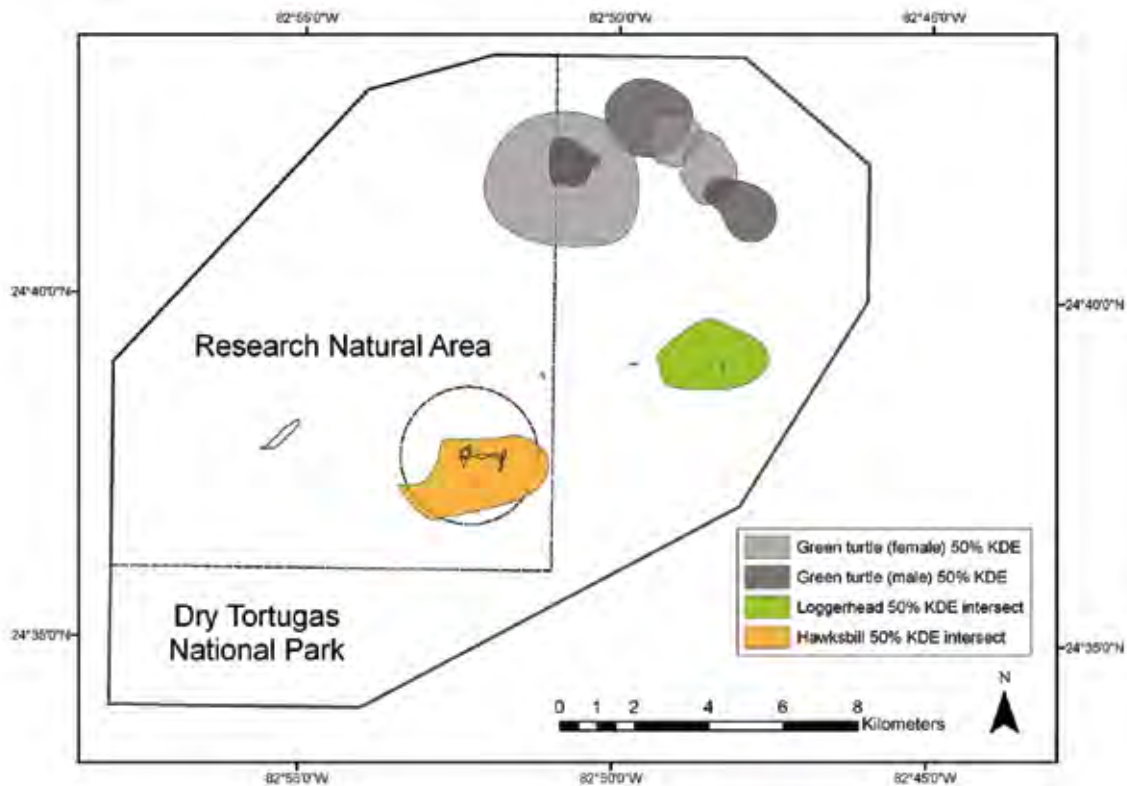 82°55'0"W 82°50'0"W 82°45'0"W
24°40'0"N 24°40'0"N
Research Natural Area
Green turtle (female) 50% KDE
Green turtle (male) 50% KDE
Loggerhead 50% KDE intersect
Hawksbill 50% KDE intersect
Dry Tortugas
National Park
24°35'0"N 24°35'0"N
N
0 1 2 4 6 8
Kilometers
82°55'0"W 82°50'0"W 82°45'0"W